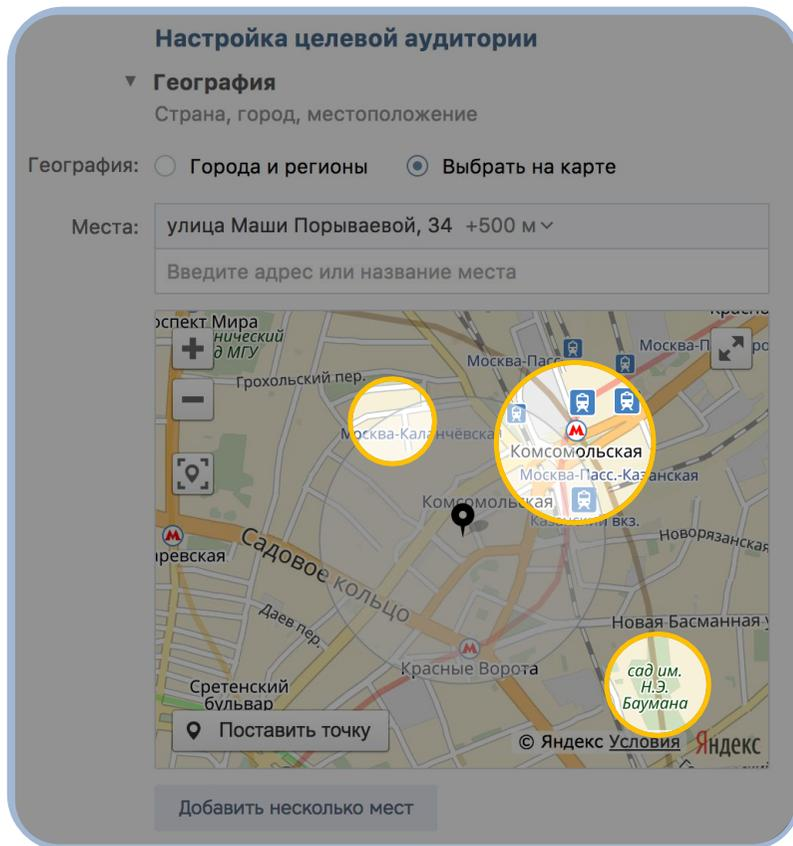 Настройка целевой аудитории
География
Страна, город, местоположение
География: Города и регионы Выбрать на карте
Места: улица Маши Порываевой, 34 +500 м
Введите адрес или название места
оспект Мира
нический
д МГУ
Москва-Пасс
Москва-П
Грохольский пер.
Москва-Каланчёвска
Комсомольская
Москва-Пасс.-Казанская
Комсомольская
Казанский вкз.
Новорязанская
аревская
Садовое кольцо
Даев пер.
Новая Басманная у
Красные Ворота
сад им.
Н.Э.
Баумана
Сретенский
бульвар
Поставить точку
© Яндекс Условия Яндекс
Добавить несколько мест